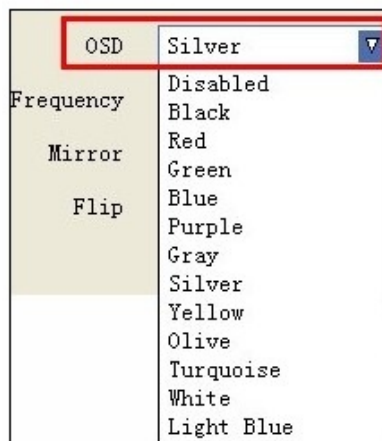 OSD Silver
Disabled
Frequency
Black
Red
Mirror
Green
Blue
Flip
Purple
Gray
Silver
Yellow
Olive
Turquoise
White
Light Blue